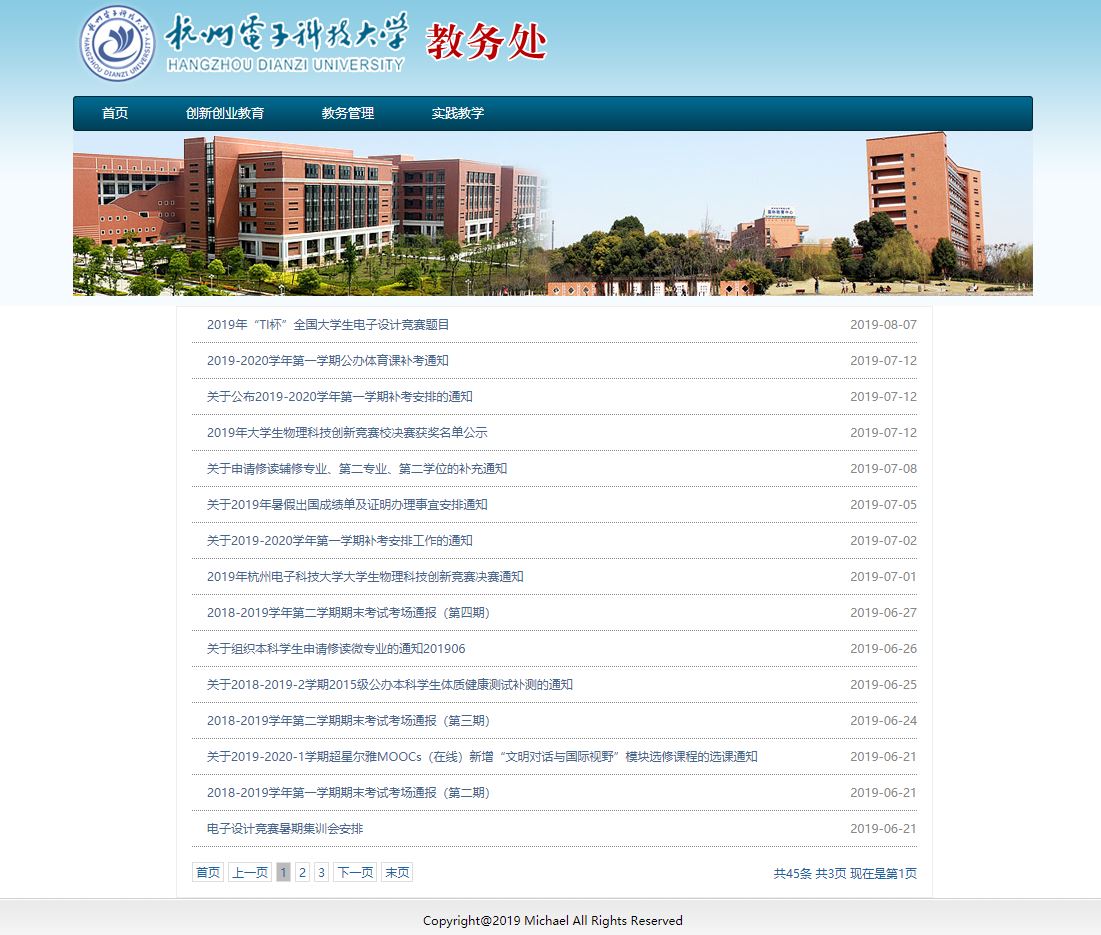 杭州電子科技大学 教务处
HANGZHOU DIANZI UNIVERSITY
首页 创新创业教育 教务管理 实践教学
2019年“TI杯”全国大学生电子设计竞赛题目 2019-08-07
2019-2020学年第一学期公办体育课补考通知 2019-07-12
关于公布2019-2020学年第一学期补考安排的通知 2019-07-12
2019年大学生物理科技创新竞赛校决赛获奖名单公示 2019-07-12
关于申请修读辅修专业、第二专业、第二学位的补充通知 2019-07-08
关于2019年暑假出国成绩单及证明办理事宜安排通知 2019-07-05
关于2019-2020学年第一学期补考安排工作的通知 2019-07-02
2019年杭州电子科技大学大学生物理科技创新竞赛决赛通知 2019-07-01
2018-2019学年第二学期期末考试考场通报（第四期） 2019-06-27
关于组织本科学生申请修读微专业的通知201906 2019-06-26
关于2018-2019-2学期2015级公办本科学生体质健康测试补测的通知 2019-06-25
2018-2019学年第二学期期末考试考场通报（第三期） 2019-06-24
关于2019-2020-1学期超星尔雅MOOCs（在线）新增“文明对话与国际视野”模块选修课程的选课通知 2019-06-21
2018-2019学年第一学期期末考试考场通报（第二期） 2019-06-21
电子设计竞赛暑期集训会安排 2019-06-21
首页 上一页 1 2 3 下一页 末页 共45条 共3页 现在是第1页
Copyright@2019 Michael All Rights Reserved